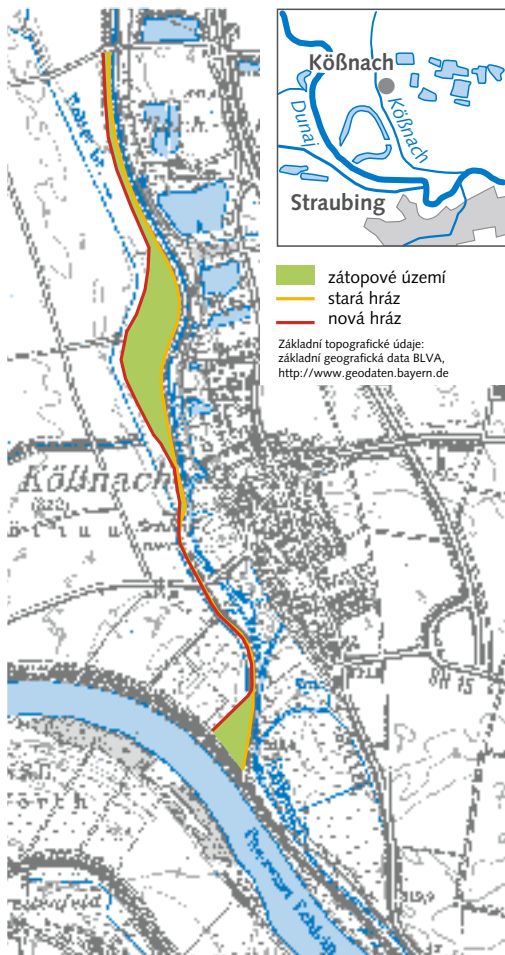 Kößnach
Dunaj
Kößnach
Straubing
zátopové území
stará hráz
nová hráz
Základní topografické údaje:
základní geografická data BLVA,
http://www.geodaten.bayern.de
Kößnach